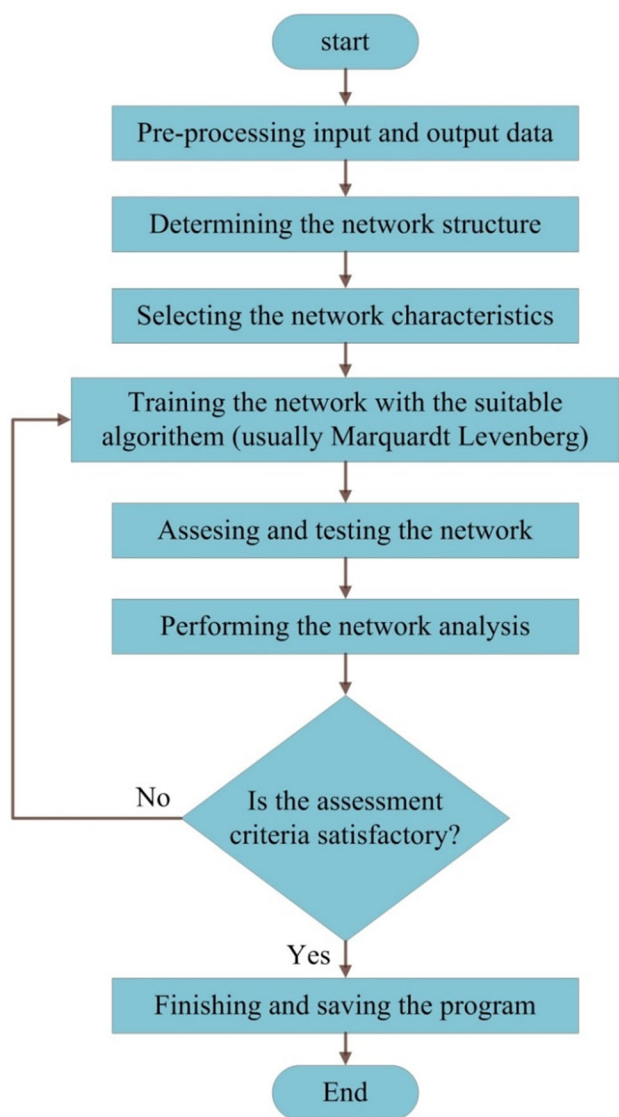 start
Pre-processing input and output data
Determining the network structure
Selecting the network characteristics
Training the network with the suitable
algorithem (usually Marquardt Levenberg)
Assesing and testing the network
Performing the network analysis
Is the assessment
criteria satisfactory?
No
Yes
Finishing and saving the program
End